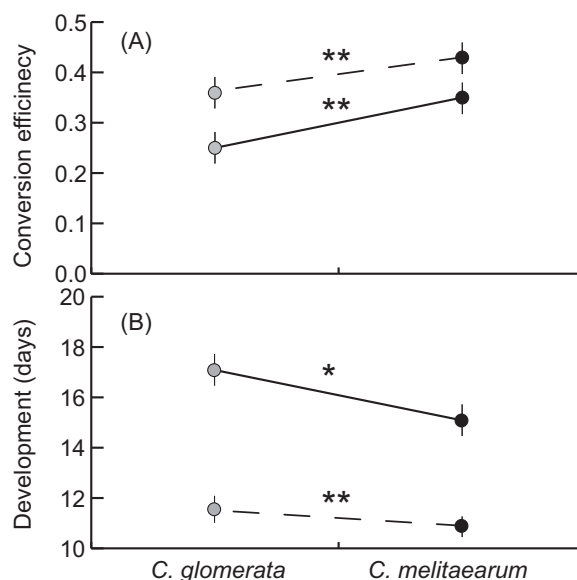 (A)
Conversion efficinecy
0.5
0.4
0.3
0.2
0.1
0.0
**
**
(B)
Development (days)
20
18
16
14
12
10
*
**
C. glomerata
C. melitaearum